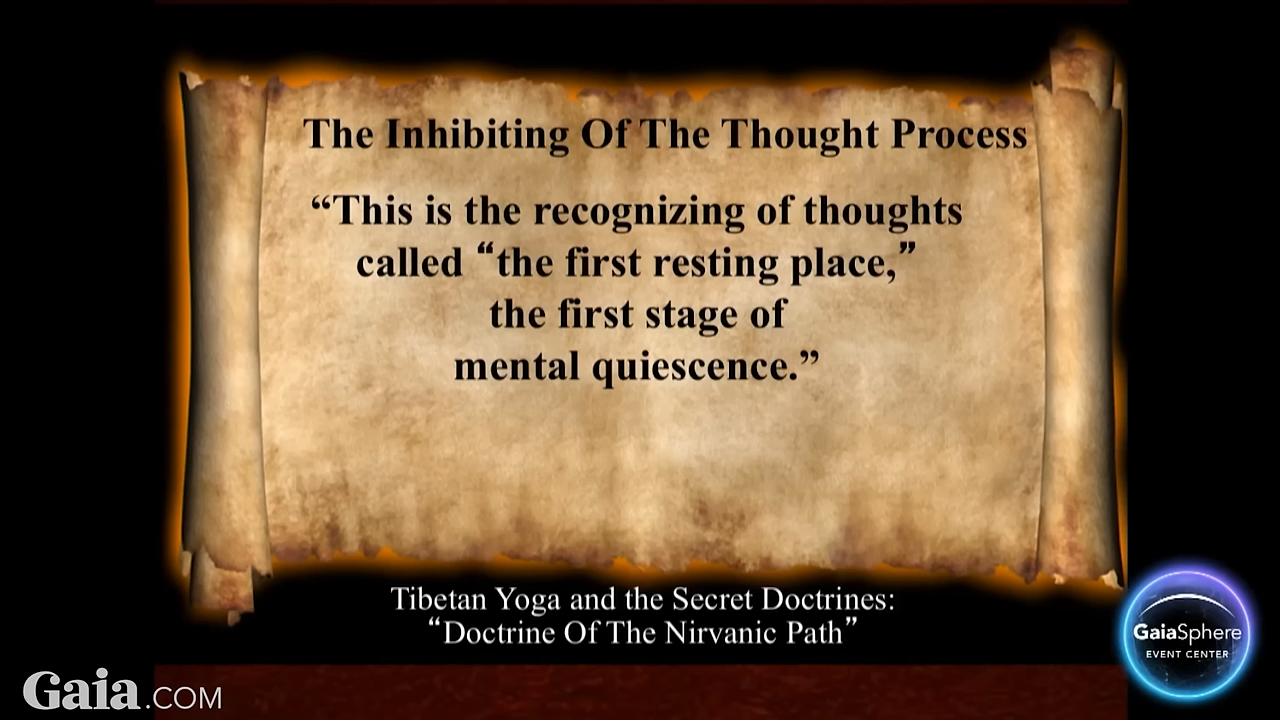 The Inhibiting Of The Thought Process
“This is the recognizing of thoughts
called “the first resting place,”
the first stage of
mental quiescence.”
Tibetan Yoga and the Secret Doctrines:
“Doctrine Of The Nirvanic Path”
GaiaSphere
EVENT CENTER
Gaia.COM